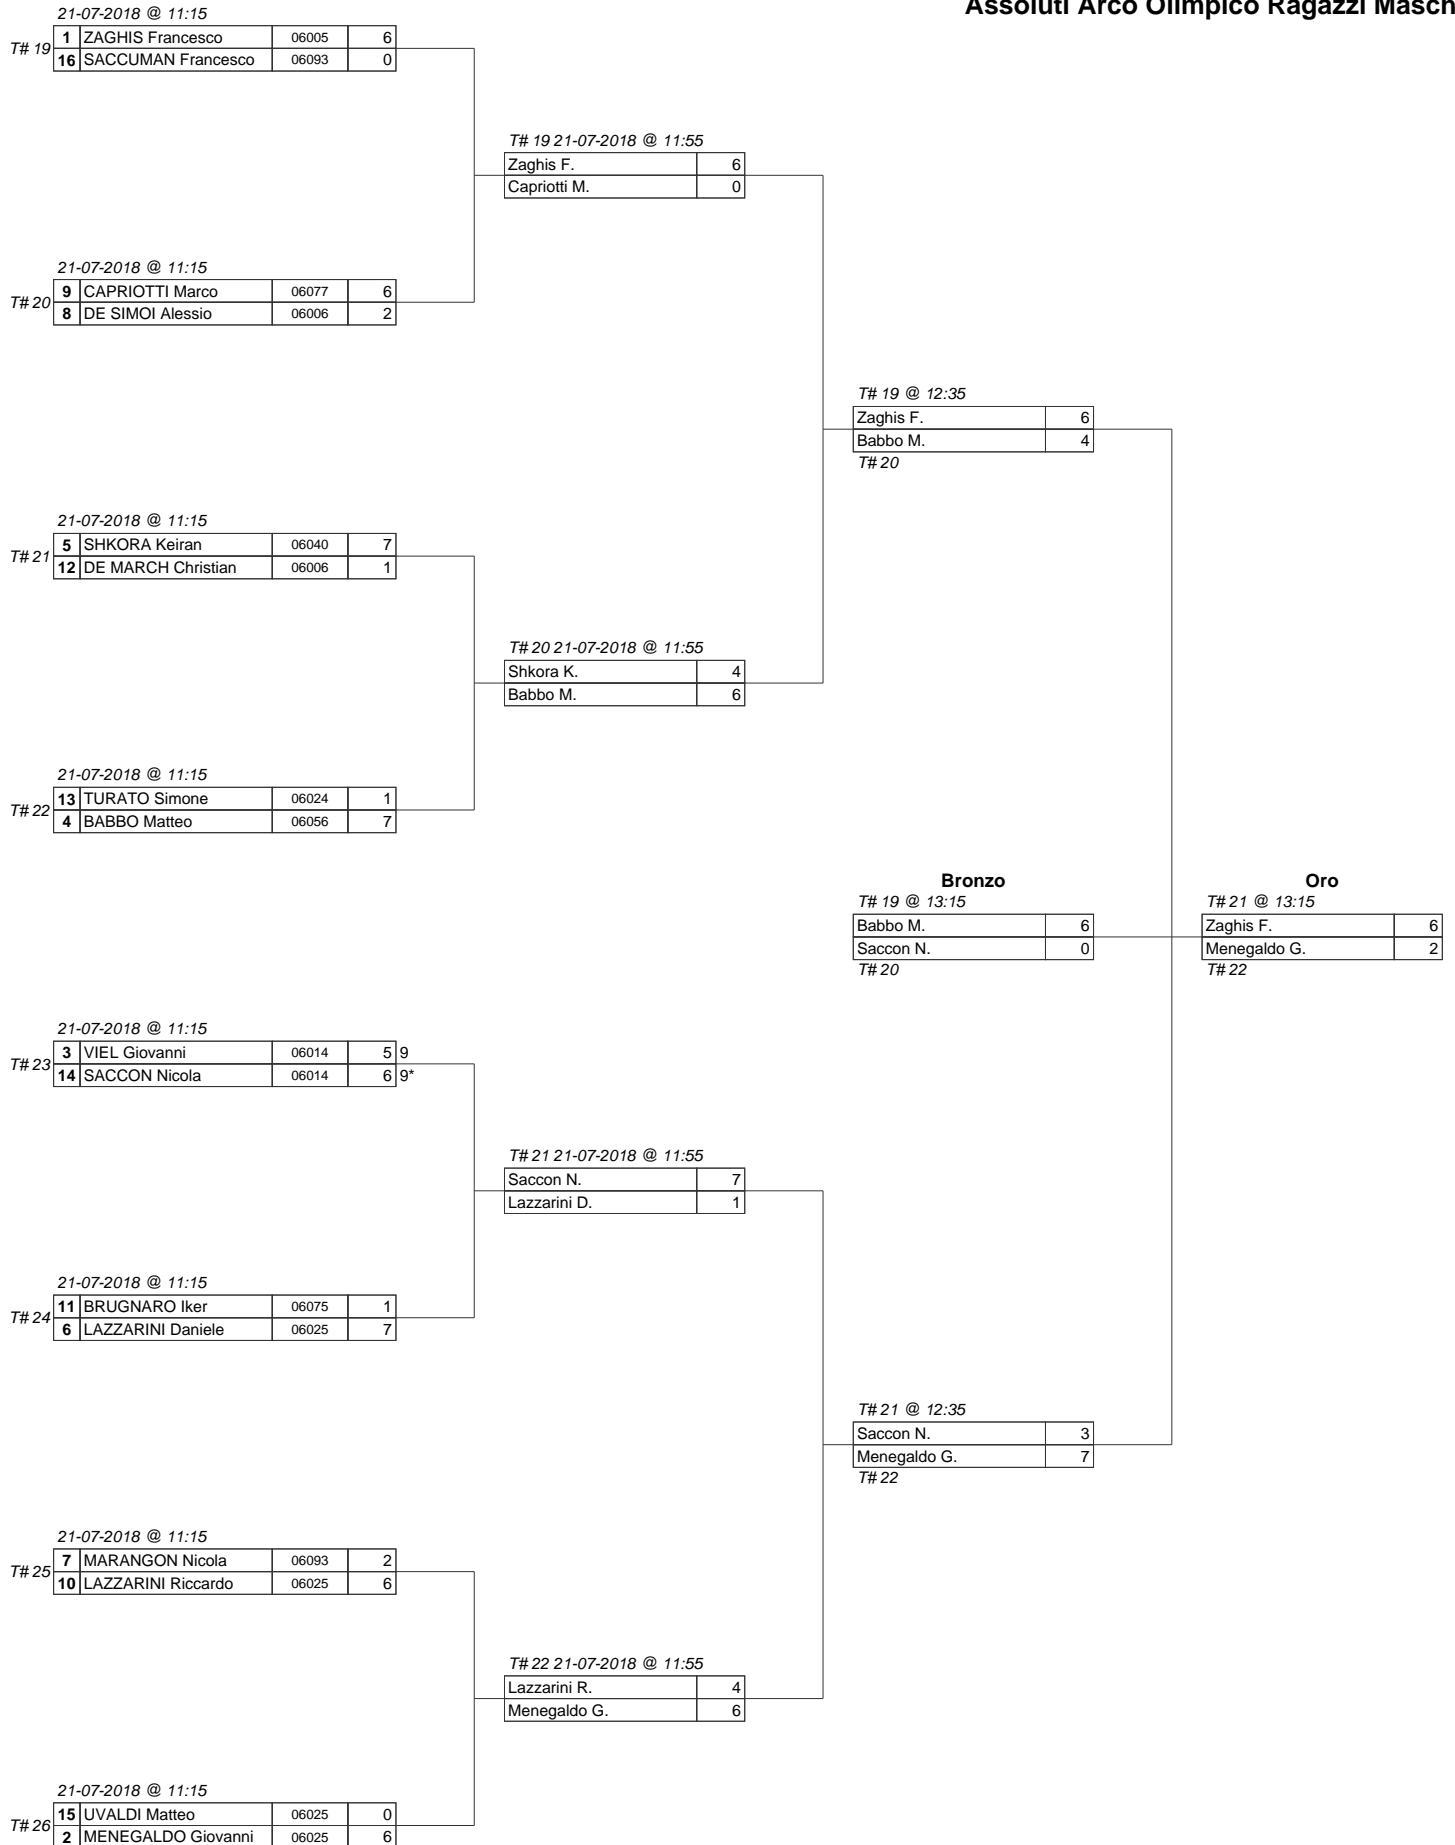 Assoluti Arco Olimpico Ragazzi Masch
21-07-2018 @ 11:15
T# 19
1 ZAGHIS Francesco 06005 6
16 SACCUMAN Francesco 06093 0
T# 19 21-07-2018 @ 11:55
Zaghis F. 6
Capriotti M. 0
21-07-2018 @ 11:15
T# 20
9 CAPRIOTTI Marco 06077 6
8 DE SIMOI Alessio 06006 2
T# 19 @ 12:35
Zaghis F. 6
Babbo M. 4
T# 20
21-07-2018 @ 11:15
T# 21
5 SHKORA Keiran 06040 7
12 DE MARCH Christian 06006 1
T# 20 21-07-2018 @ 11:55
Shkora K. 4
Babbo M. 6
21-07-2018 @ 11:15
T# 22
13 TURATO Simone 06024 1
4 BABBO Matteo 06056 7
Bronzo
T# 19 @ 13:15
Babbo M. 6
Saccon N. 0
T# 20
Oro
T# 21 @ 13:15
Zaghis F. 6
Menegaldo G. 2
T# 22
21-07-2018 @ 11:15
T# 23
3 VIEL Giovanni 06014 5 9
14 SACCON Nicola 06014 6 9*
T# 21 21-07-2018 @ 11:55
Saccon N. 7
Lazzarini D. 1
21-07-2018 @ 11:15
T# 24
11 BRUGNARO Iker 06075 1
6 LAZZARINI Daniele 06025 7
T# 21 @ 12:35
Saccon N. 3
Menegaldo G. 7
T# 22
21-07-2018 @ 11:15
T# 25
7 MARANGON Nicola 06093 2
10 LAZZARINI Riccardo 06025 6
T# 22 21-07-2018 @ 11:55
Lazzarini R. 4
Menegaldo G. 6
21-07-2018 @ 11:15
T# 26
15 UVALDI Matteo 06025 0
2 MENEGALDO Giovanni 06025 6